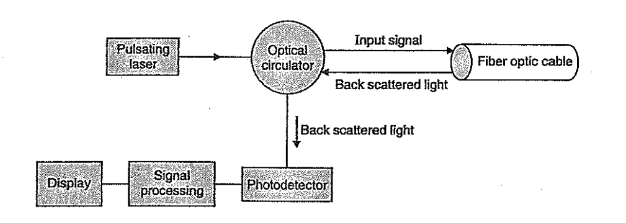 Pulsating
laser
Optical
circulator
Input signal
Back scattered light
Fiber optic cable
Back scattered light
Display
Signal
processing
Photodetector